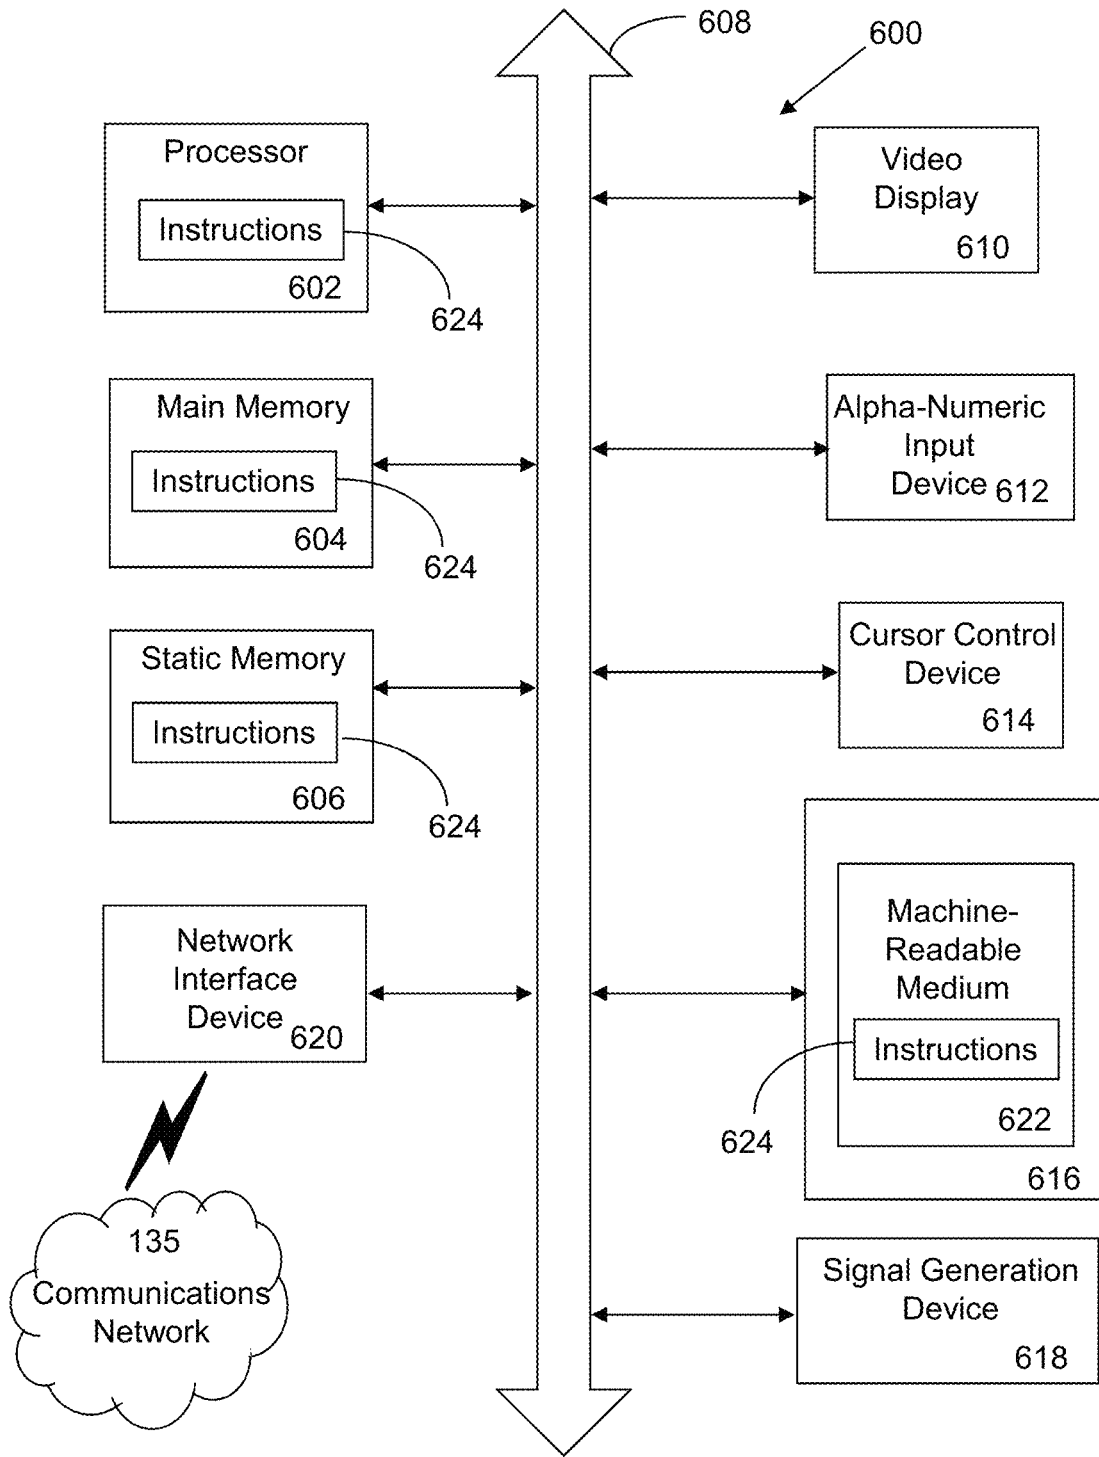 608
600
Processor
Instructions
602
624
Video
Display
610
Main Memory
Instructions
604
624
Alpha-Numeric
Input
Device 612
Static Memory
Instructions
606
624
Cursor Control
Device
614
Network
Interface
Device
620
Machine-
Readable
Medium
Instructions
624
622
616
135
Communications
Network
Signal Generation
Device
618